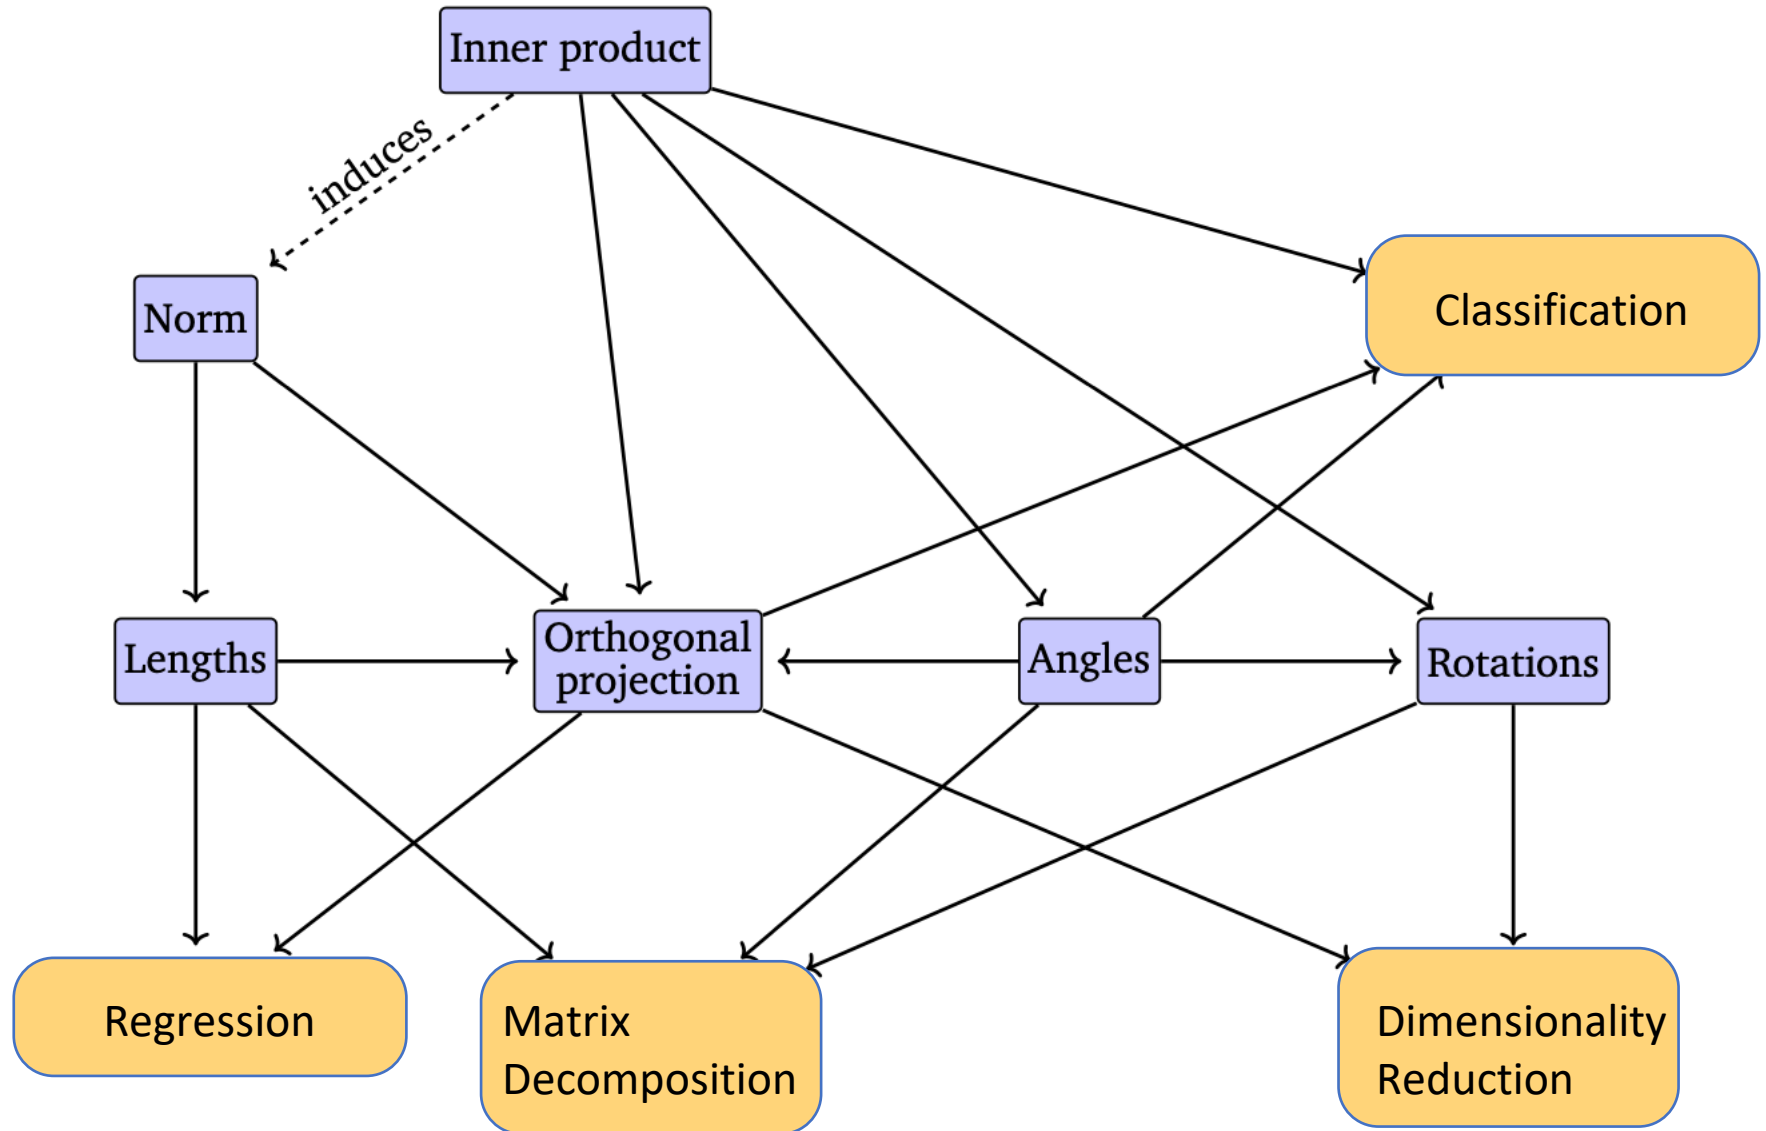 Inner product
induces
Norm
Classification
Lengths
Orthogonal
projection
Angles
Rotations
Regression
Matrix
Decomposition
Dimensionality
Reduction